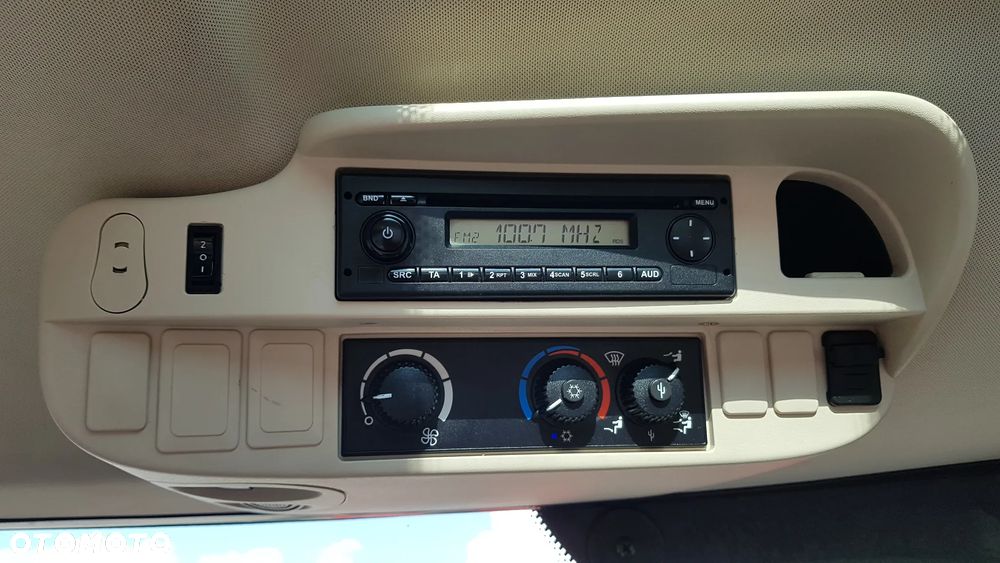 BND MENU
FM2 100.7 MHz RDS
SRC TA 1 2 RPT 3 MIX 4 SCAN 5 SCRL 6 AUD
2
O
I
O
OTOMOTO